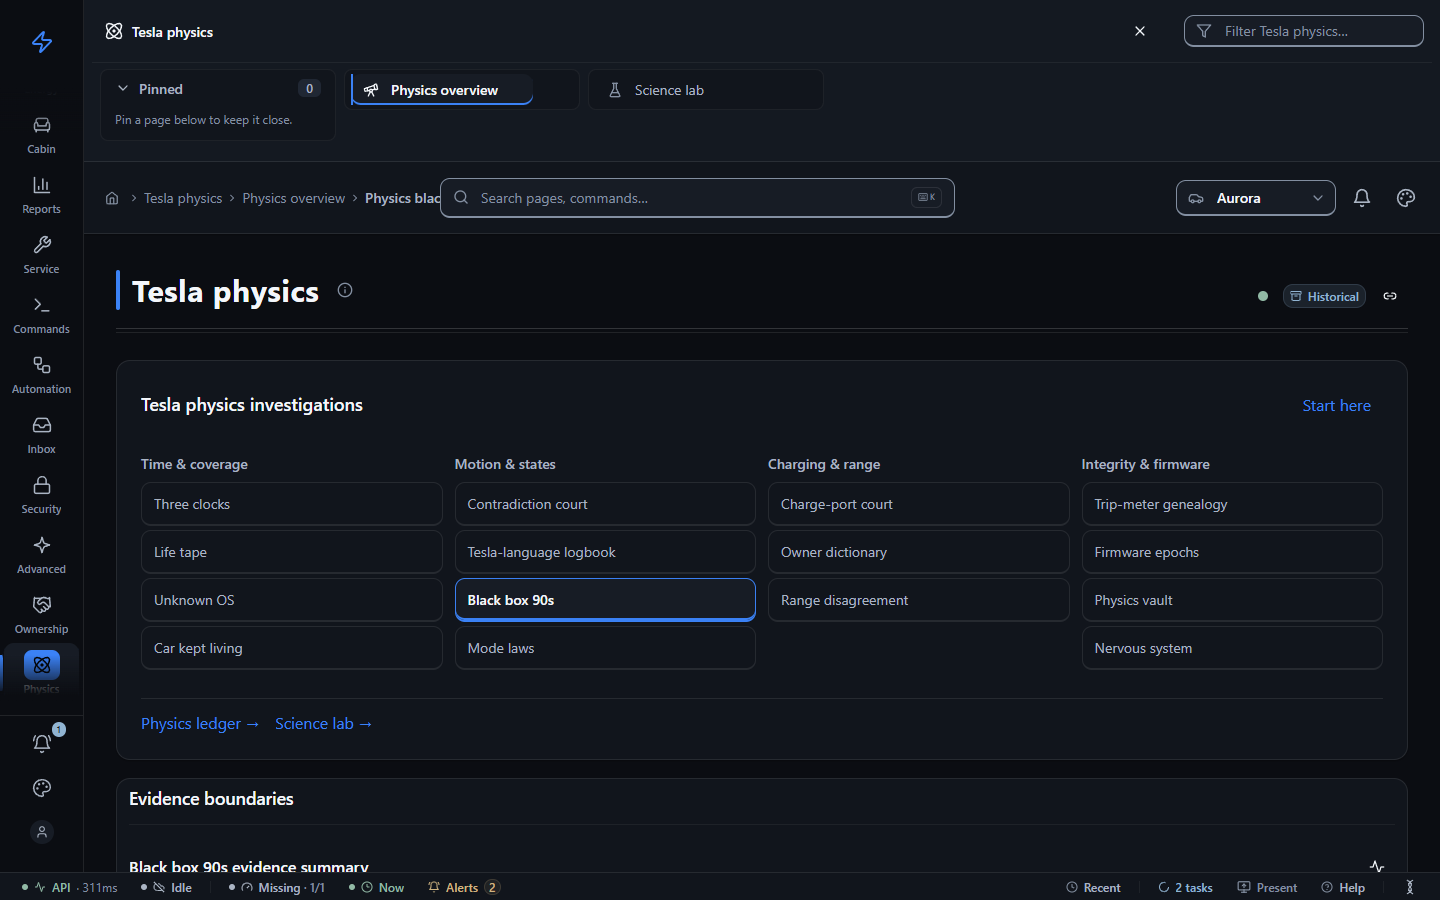 Tesla physics
Filter Tesla physics...
Pinned
0
Pin a page below to keep it close.
Physics overview
Science lab
Cabin
Reports
Service
Commands
Automation
Inbox
Security
Advanced
Ownership
Physics
1
Tesla physics
Physics overview
Physics blac
Search pages, commands...
K
Aurora
Tesla physics
Historical
Tesla physics investigations
Start here
Time & coverage
Three clocks
Life tape
Unknown OS
Car kept living
Motion & states
Contradiction court
Tesla-language logbook
Black box 90s
Mode laws
Charging & range
Charge-port court
Owner dictionary
Range disagreement
Integrity & firmware
Trip-meter genealogy
Firmware epochs
Physics vault
Nervous system
Physics ledger →
Science lab →
Evidence boundaries
Black box 90s evidence summary
API · 311ms
Idle
Missing · 1/1
Now
Alerts 2
Recent
2 tasks
Present
Help